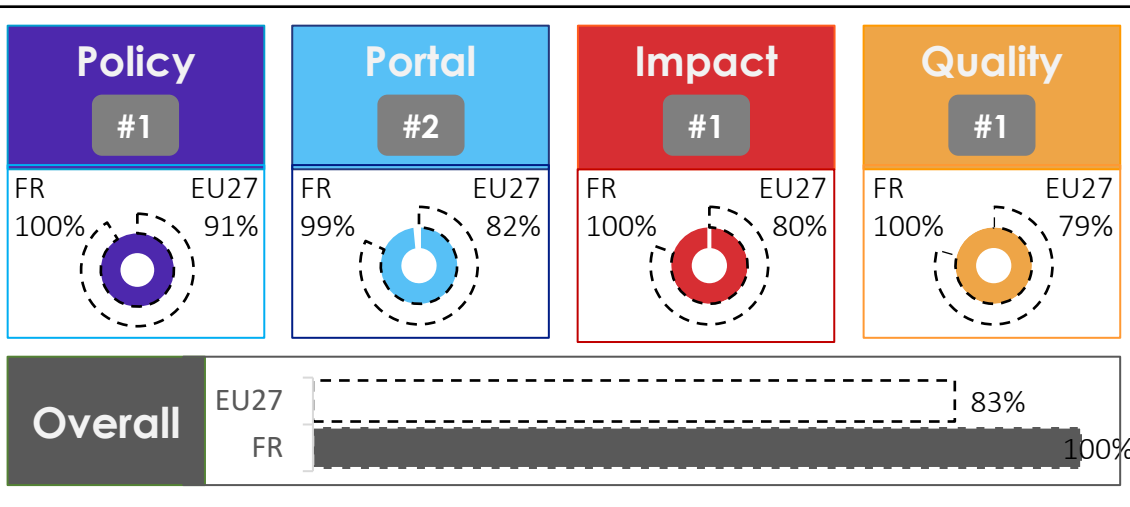 Policy
#1
FR EU27
100% 91%
Portal
#2
FR EU27
99% 82%
Impact
#1
FR EU27
100% 80%
Quality
#1
FR EU27
100% 79%
Overall
EU27 83%
FR 100%